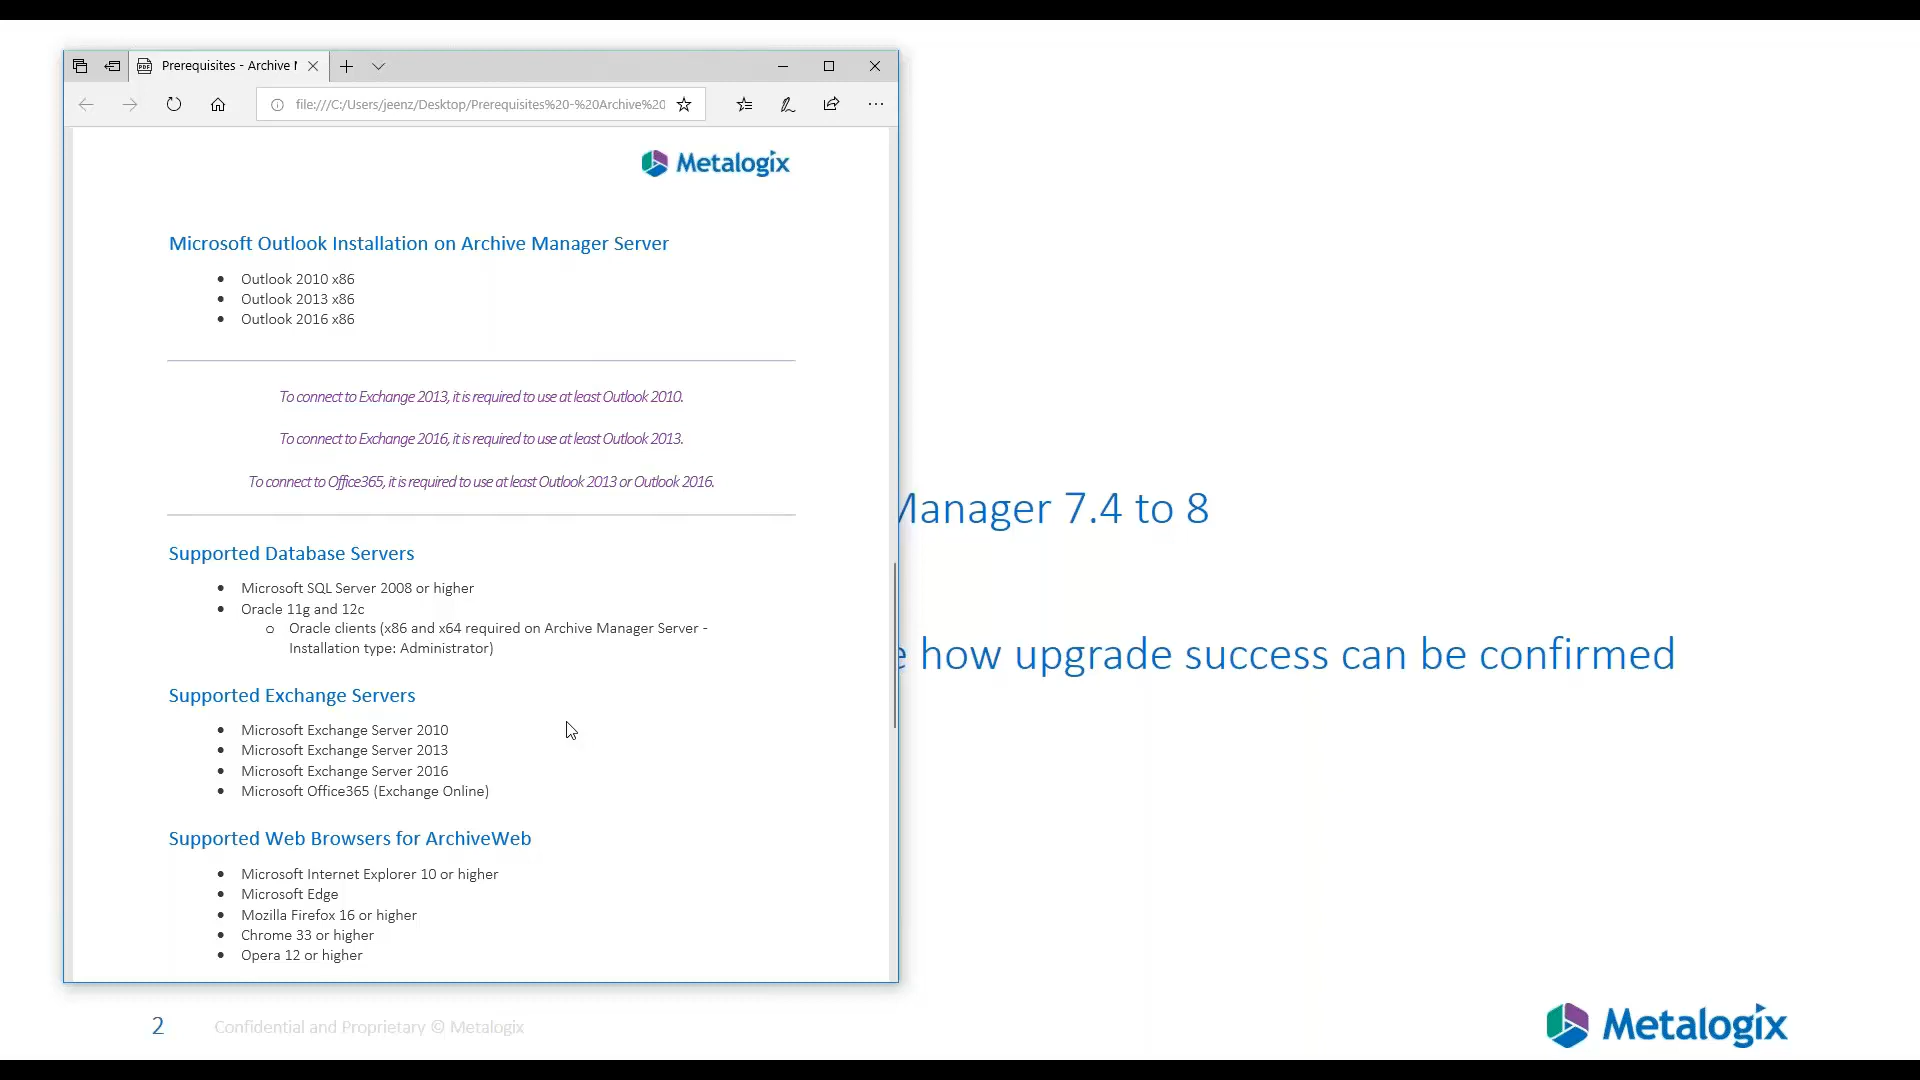 Prerequisites - Archive
file:///C:/Users/jeenz/Desktop/Prerequisites%20-%20Archive%20
Metalogix
Microsoft Outlook Installation on Archive Manager Server
• Outlook 2010 x86
• Outlook 2013 x86
• Outlook 2016 x86
To connect to Exchange 2013, it is required to use at least Outlook 2010.
To connect to Exchange 2016, it is required to use at least Outlook 2013.
To connect to Office365, it is required to use at least Outlook 2013 or Outlook 2016.
Supported Database Servers
• Microsoft SQL Server 2008 or higher
• Oracle 11g and 12c
o Oracle clients (x86 and x64 required on Archive Manager Server -
Installation type: Administrator)
Supported Exchange Servers
• Microsoft Exchange Server 2010
• Microsoft Exchange Server 2013
• Microsoft Exchange Server 2016
• Microsoft Office365 (Exchange Online)
Supported Web Browsers for ArchiveWeb
• Microsoft Internet Explorer 10 or higher
• Microsoft Edge
• Mozilla Firefox 16 or higher
• Chrome 33 or higher
• Opera 12 or higher
Manager 7.4 to 8
how upgrade success can be confirmed
2
Confidential and Proprietary © Metalogix
Metalogix